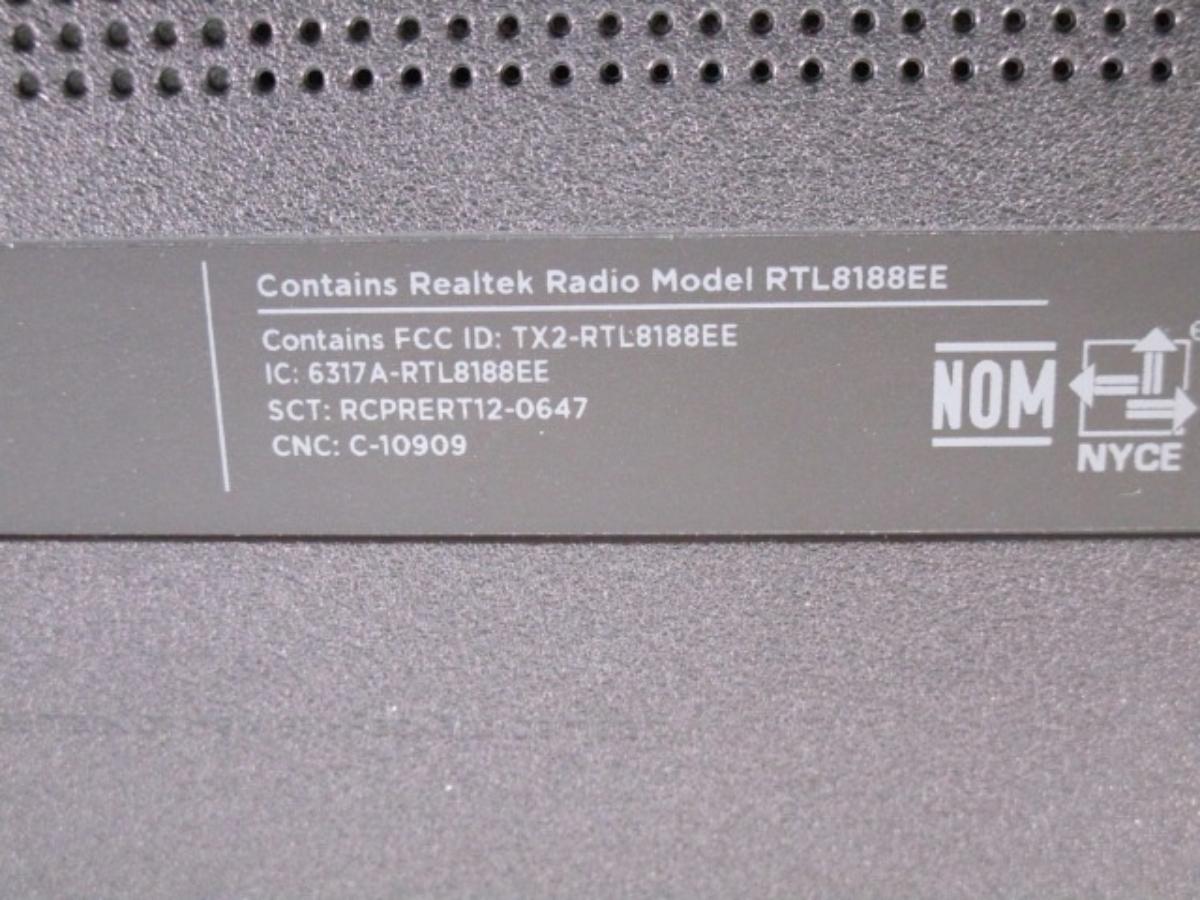 Contains Realtek Radio Model RTL8188EE
Contains FCC ID: TX2-RTL8188EE
IC: 6317A-RTL8188EE
SCT: RCPRERT12-0647
CNC: C-10909
NOM
NYCE